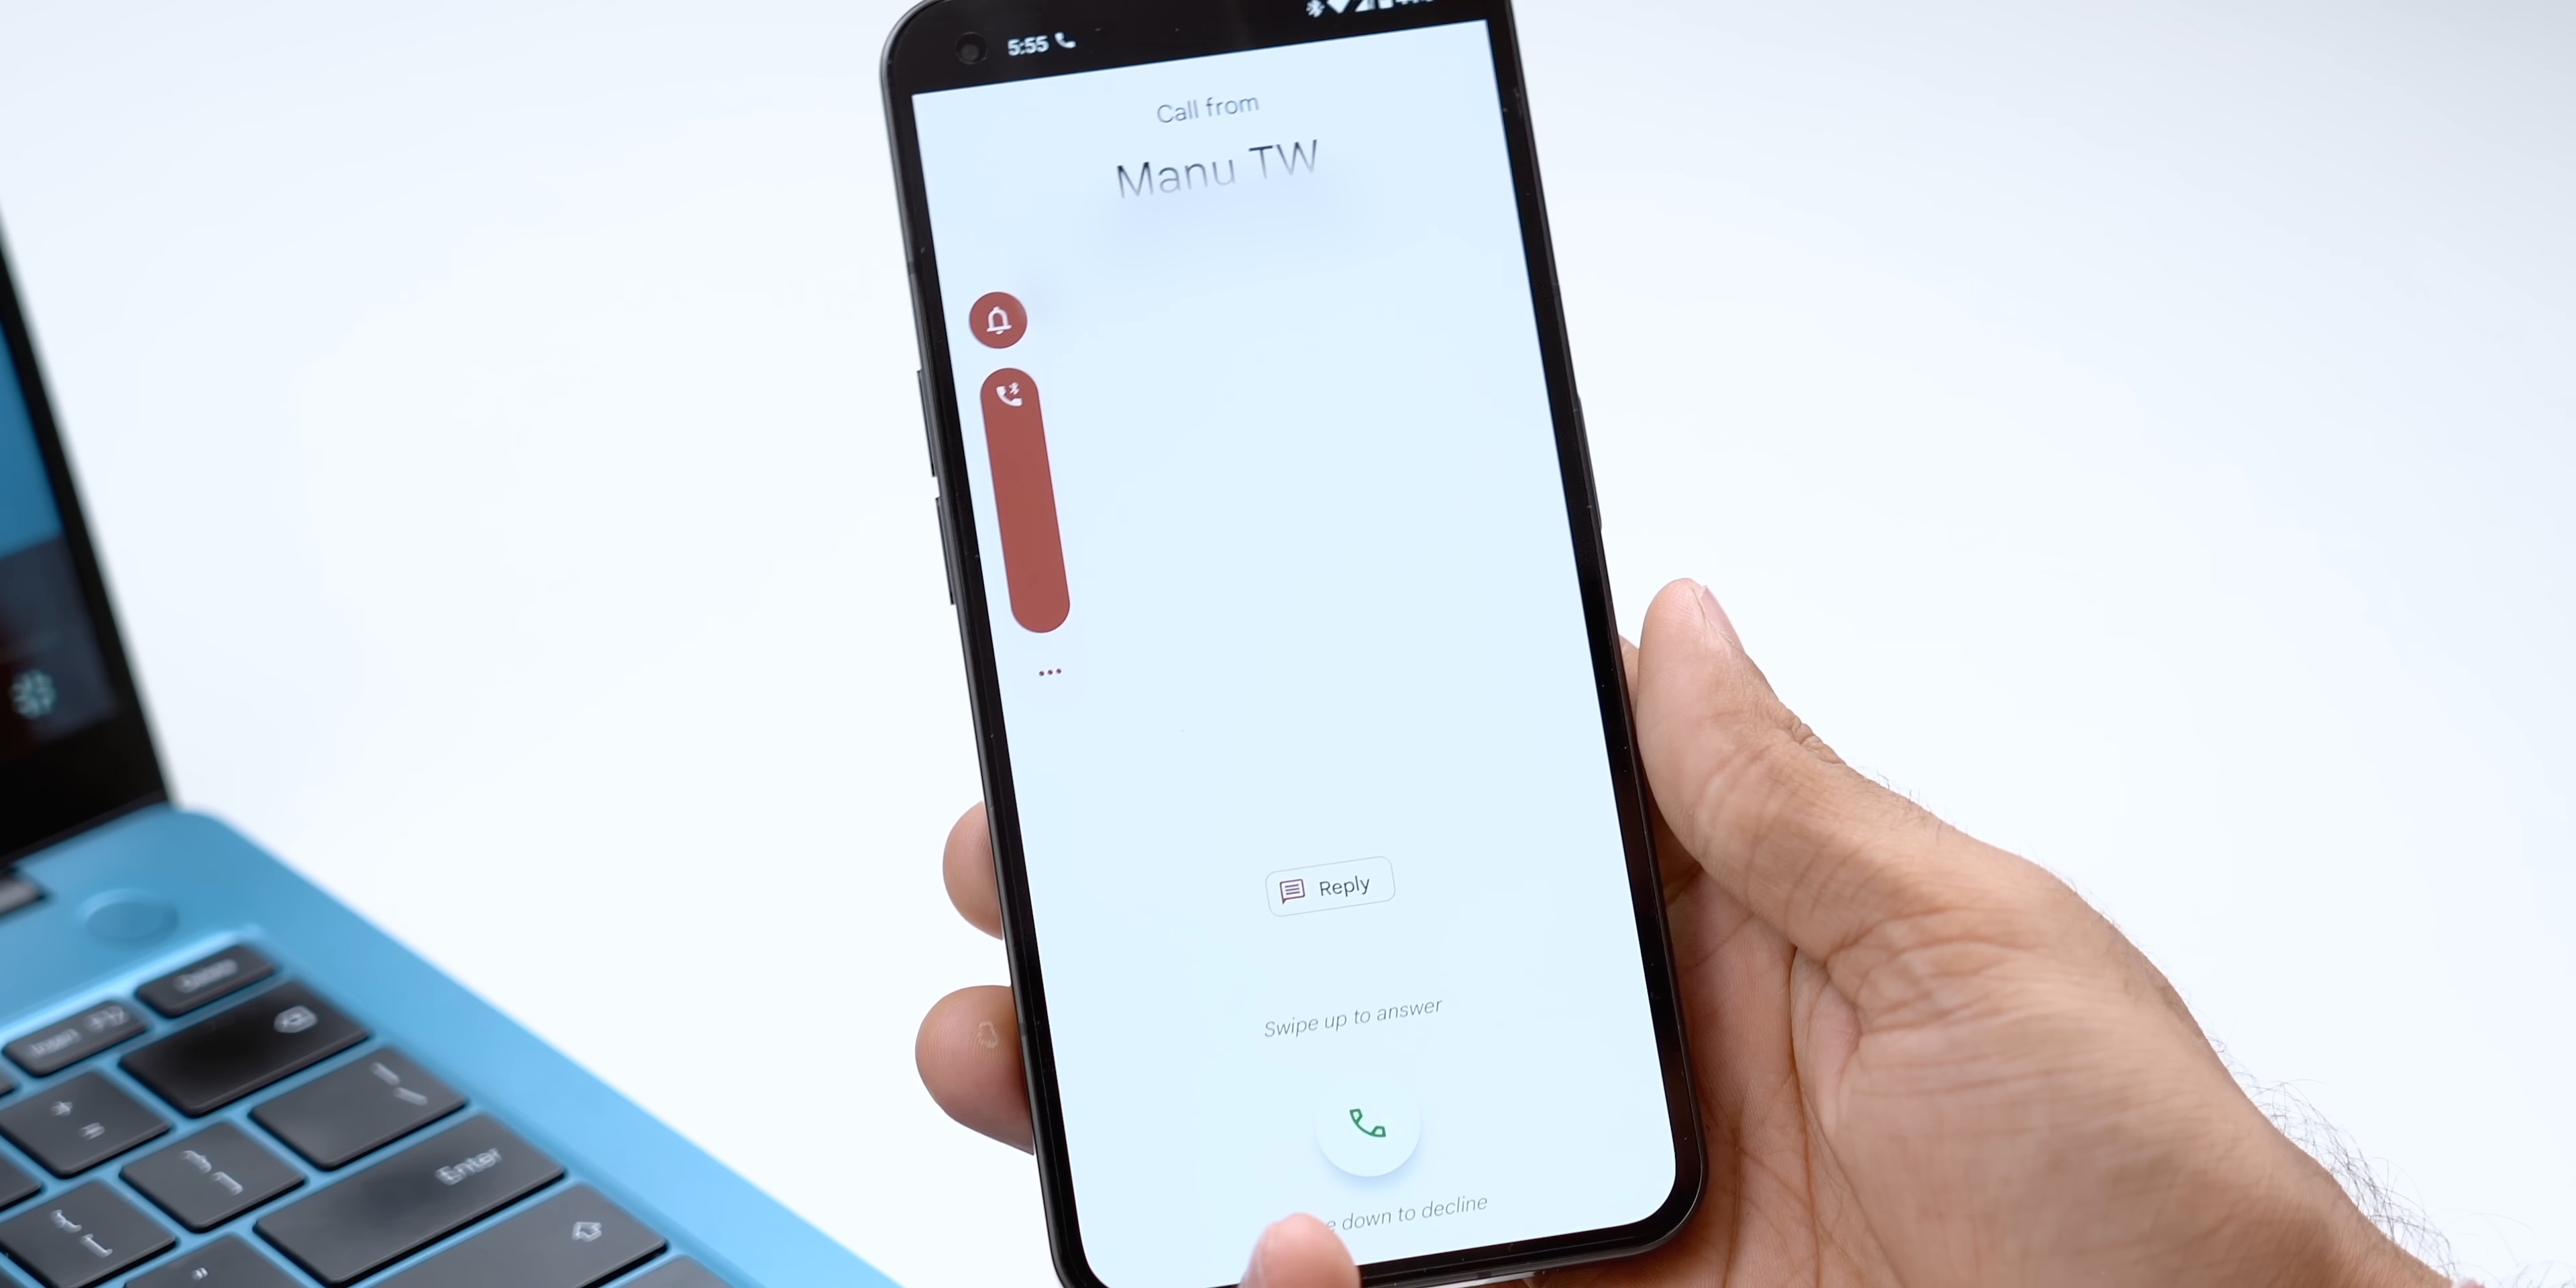 5:55
Call from
Manu TW
Reply
Swipe up to answer
e down to decline
Enter